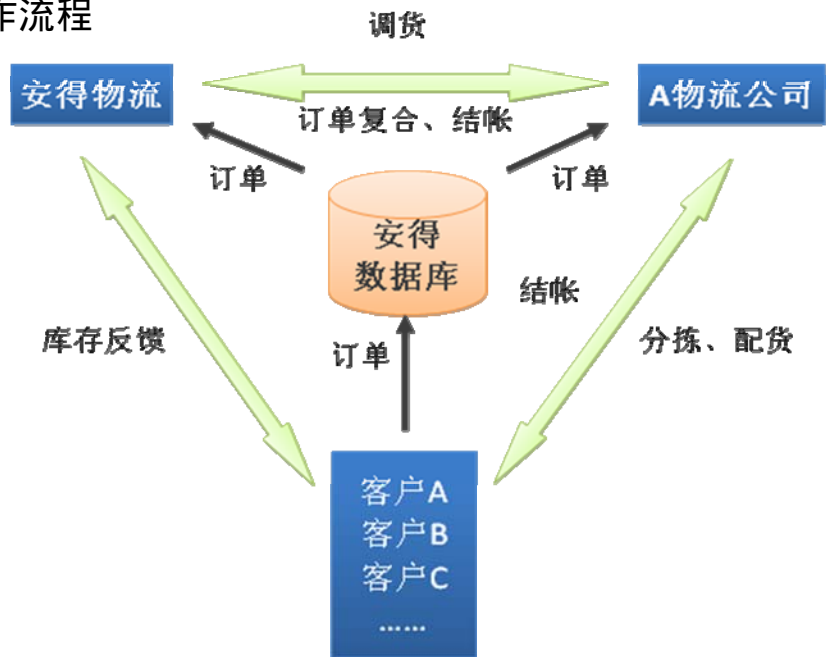 作流程
调货
安得物流
A物流公司
订单复合、结帐
订单
订单
安得
数据库
结帐
库存反馈
订单
分拣、配货
客户A
客户B
客户C
......